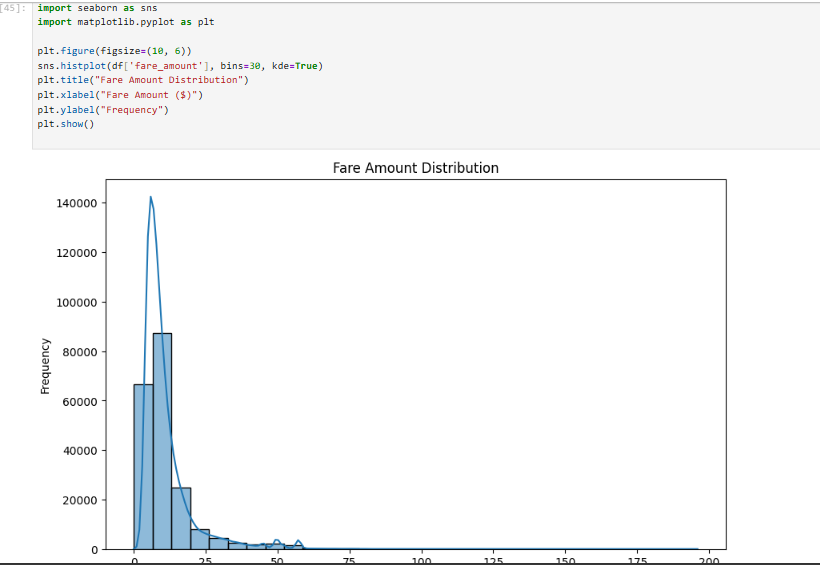 [45]:
import seaborn as sns
import matplotlib.pyplot as plt
plt.figure(figsize=(10, 6))
sns.histplot(df['fare_amount'], bins=30, kde=True)
plt.title("Fare Amount Distribution")
plt.xlabel("Fare Amount ($)")
plt.ylabel("Frequency")
plt.show()
Fare Amount Distribution
140000
120000
100000
80000
60000
40000
20000
0
Frequency
0 25 50 75 100 125 150 175 200